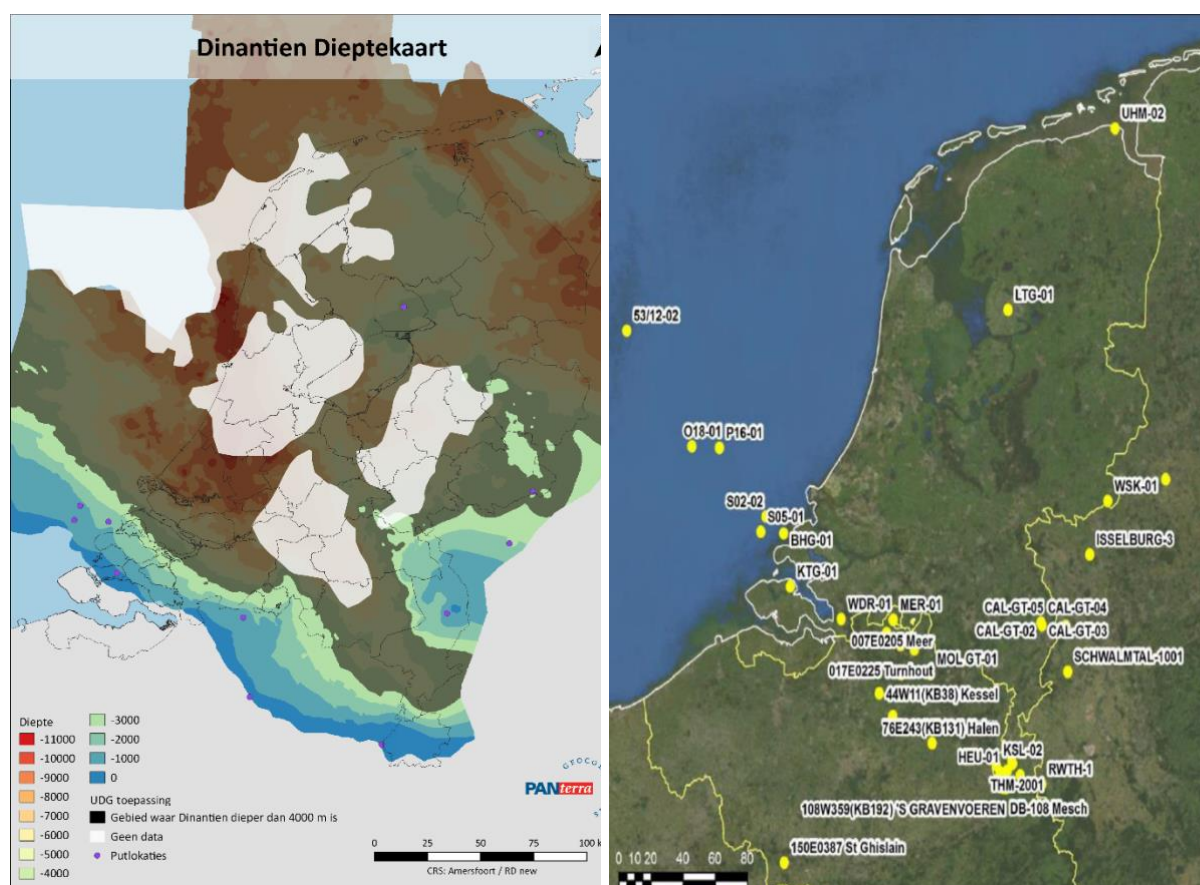 Dinantien Dieptekaart
Diepte
-11000
-10000
-9000
-8000
-7000
-6000
-5000
-4000
-3000
-2000
-1000
0
UDG toepassing
Gebied waar Dinantien dieper dan 4000 m is
Geen data
Putlokaties
PANterra
0 25 50 100 k
CRS: Amersfoort / RD new
UHM-02
LTG-01
53/12-02
O18-01 P16-01
WSK-01
S02-02
S05-01
BHG-01
ISSELBURG-3
KTG-01
WDR-01 MER-01
CAL-GT-05 CAL-GT-04
CAL-GT-02 CAL-GT-03
007E0205 Meer
MOL GT-01
SCHWALMTAL-1001
017E0225 Turnhout
44W11(KB38) Kessel
76E243(KB131) Halen
KSL-02
HEU-01
RWTH-1
THM-2001
108W359(KB192) 'S GRAVENVOEREN DB-108 Mesch
150E0387 St Ghislain
0 10 20 40 60 80